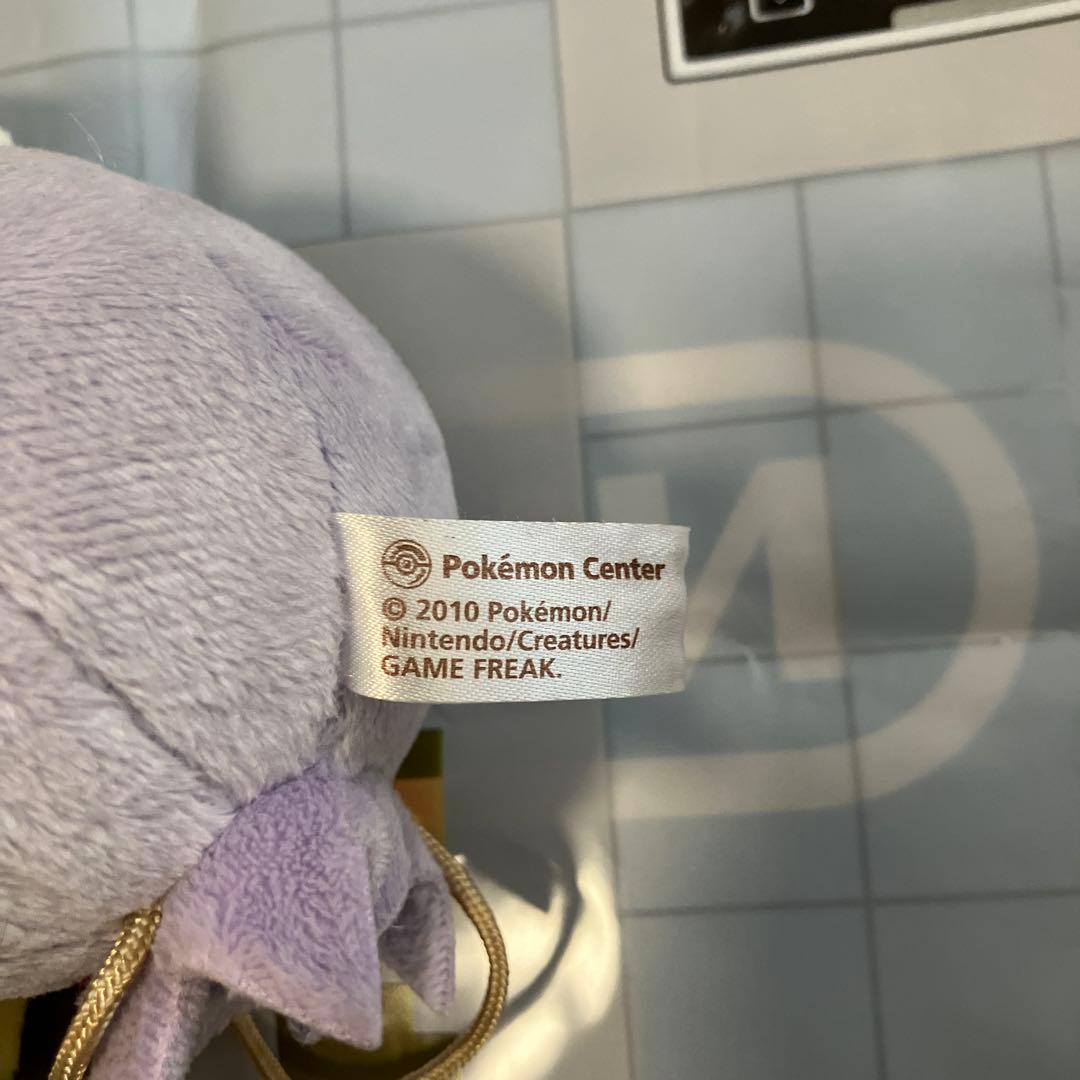 Pokémon Center
© 2010 Pokémon/
Nintendo/Creatures/
GAME FREAK.